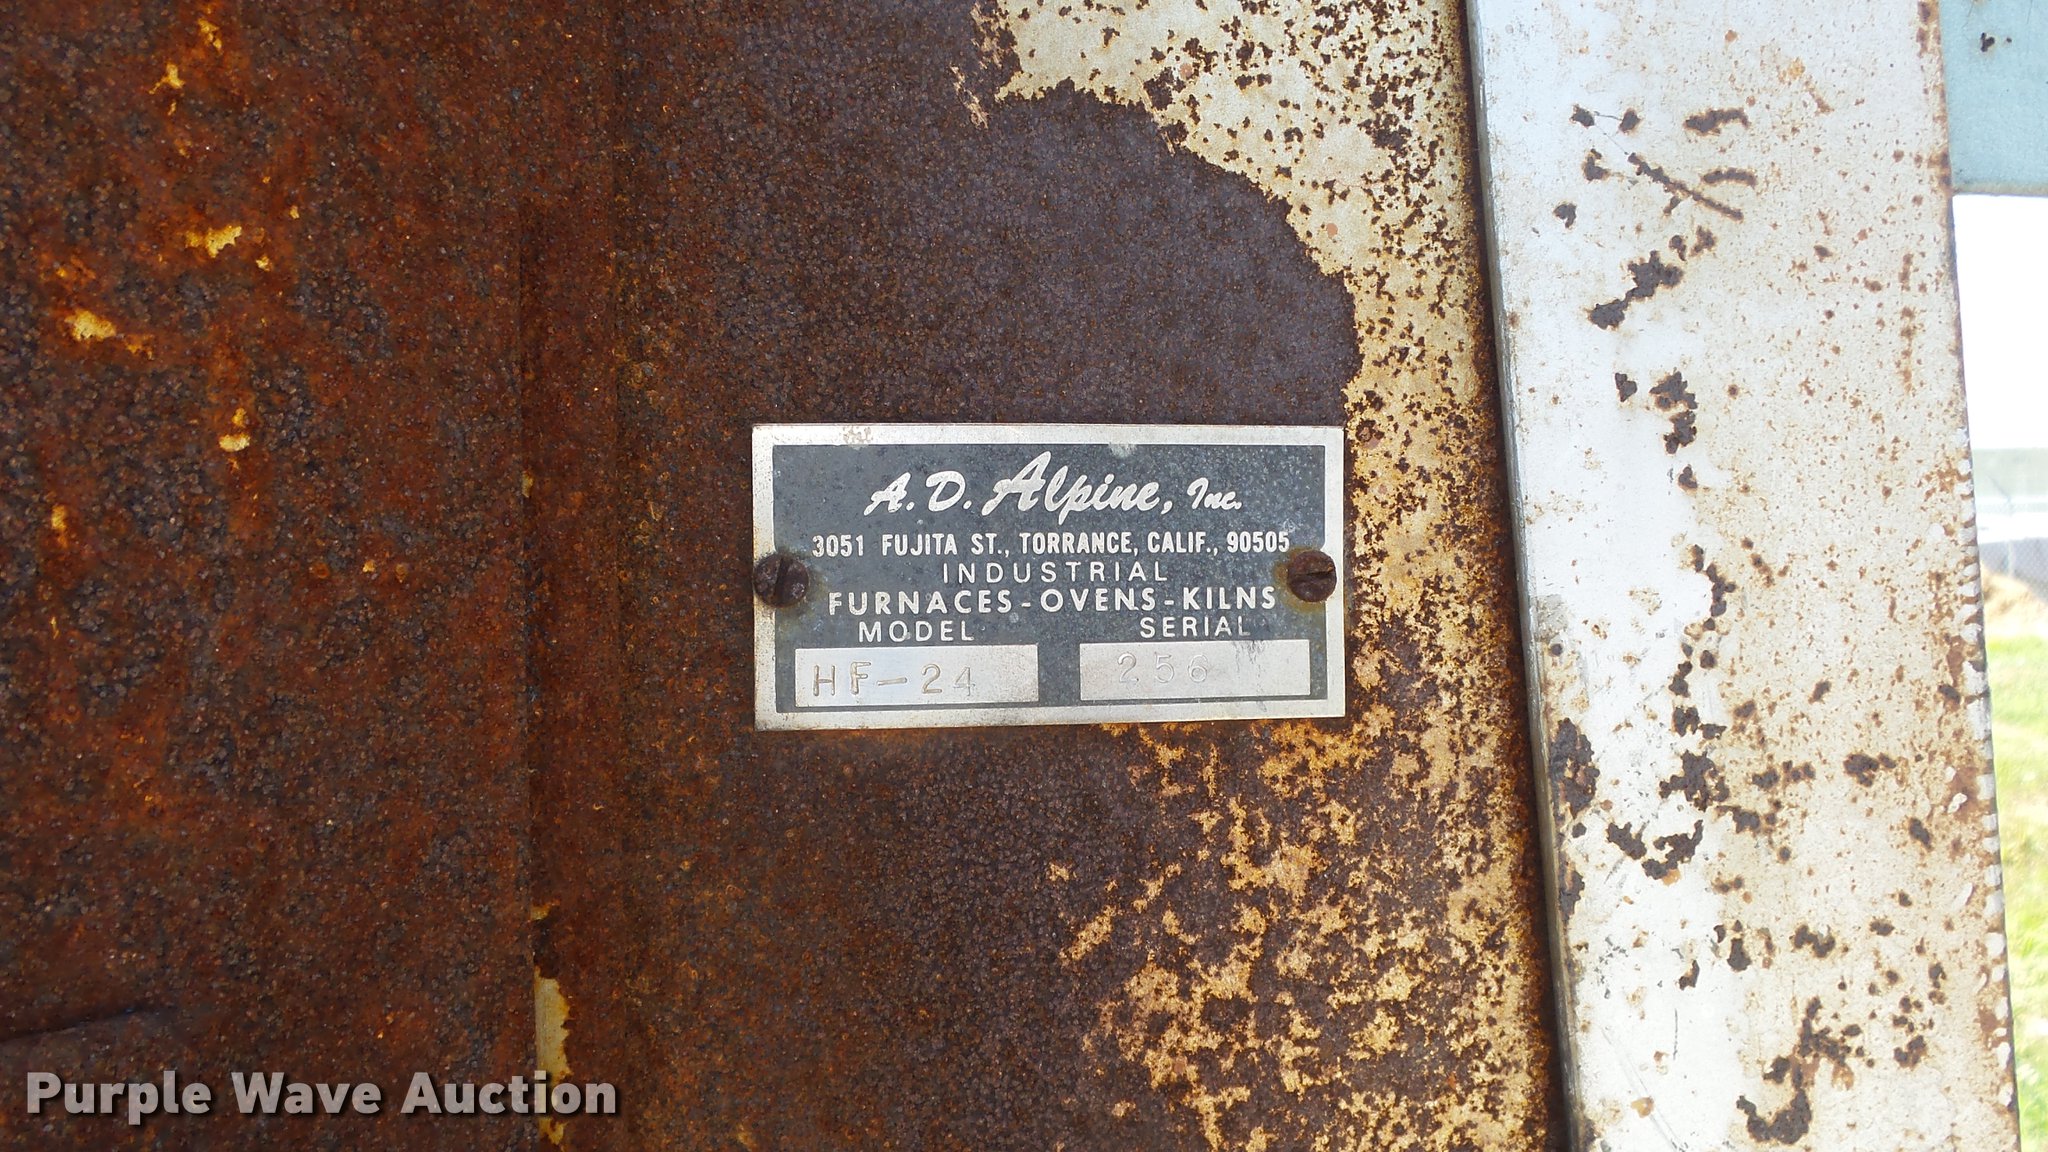 A. D. Alpine, Inc.
3051 FUJITA ST., TORRANCE, CALIF., 90505
INDUSTRIAL
FURNACES-OVENS-KILNS
MODEL SERIAL
HF-24 256
Purple Wave Auction